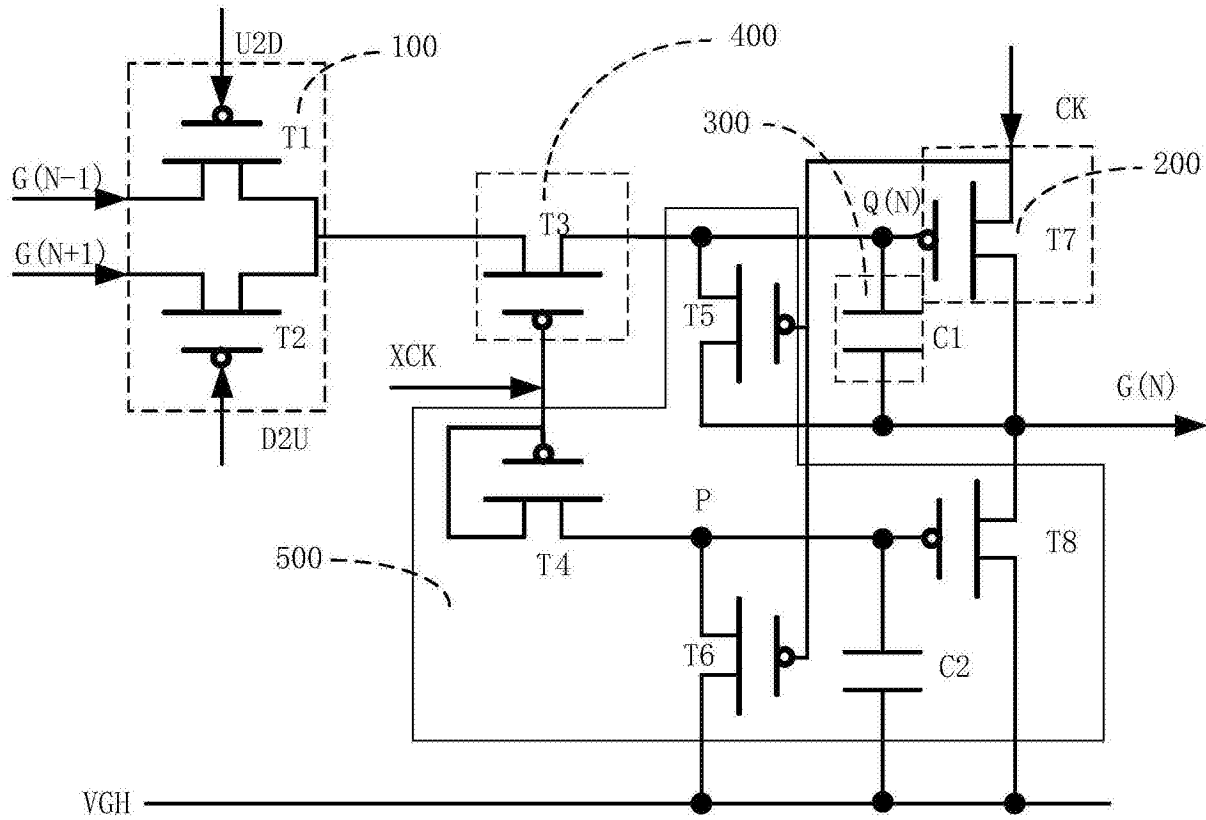 U2D
100
400
CK
T1
300
G(N-1)
200
Q(N)
T3
T7
G(N+1)
T5
C1
T2
XCK
G(N)
D2U
P
T8
500
T4
T6
C2
VGH